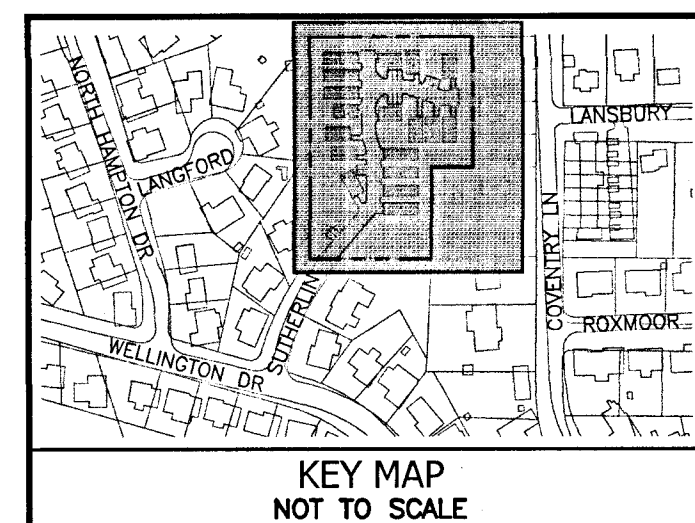 NORTH HAMPTON DR
LANGFORD
LANSBURY
COVENTRY LN
ROXMOOR
SUTHERLIN
WELLINGTON DR
KEY MAP
NOT TO SCALE